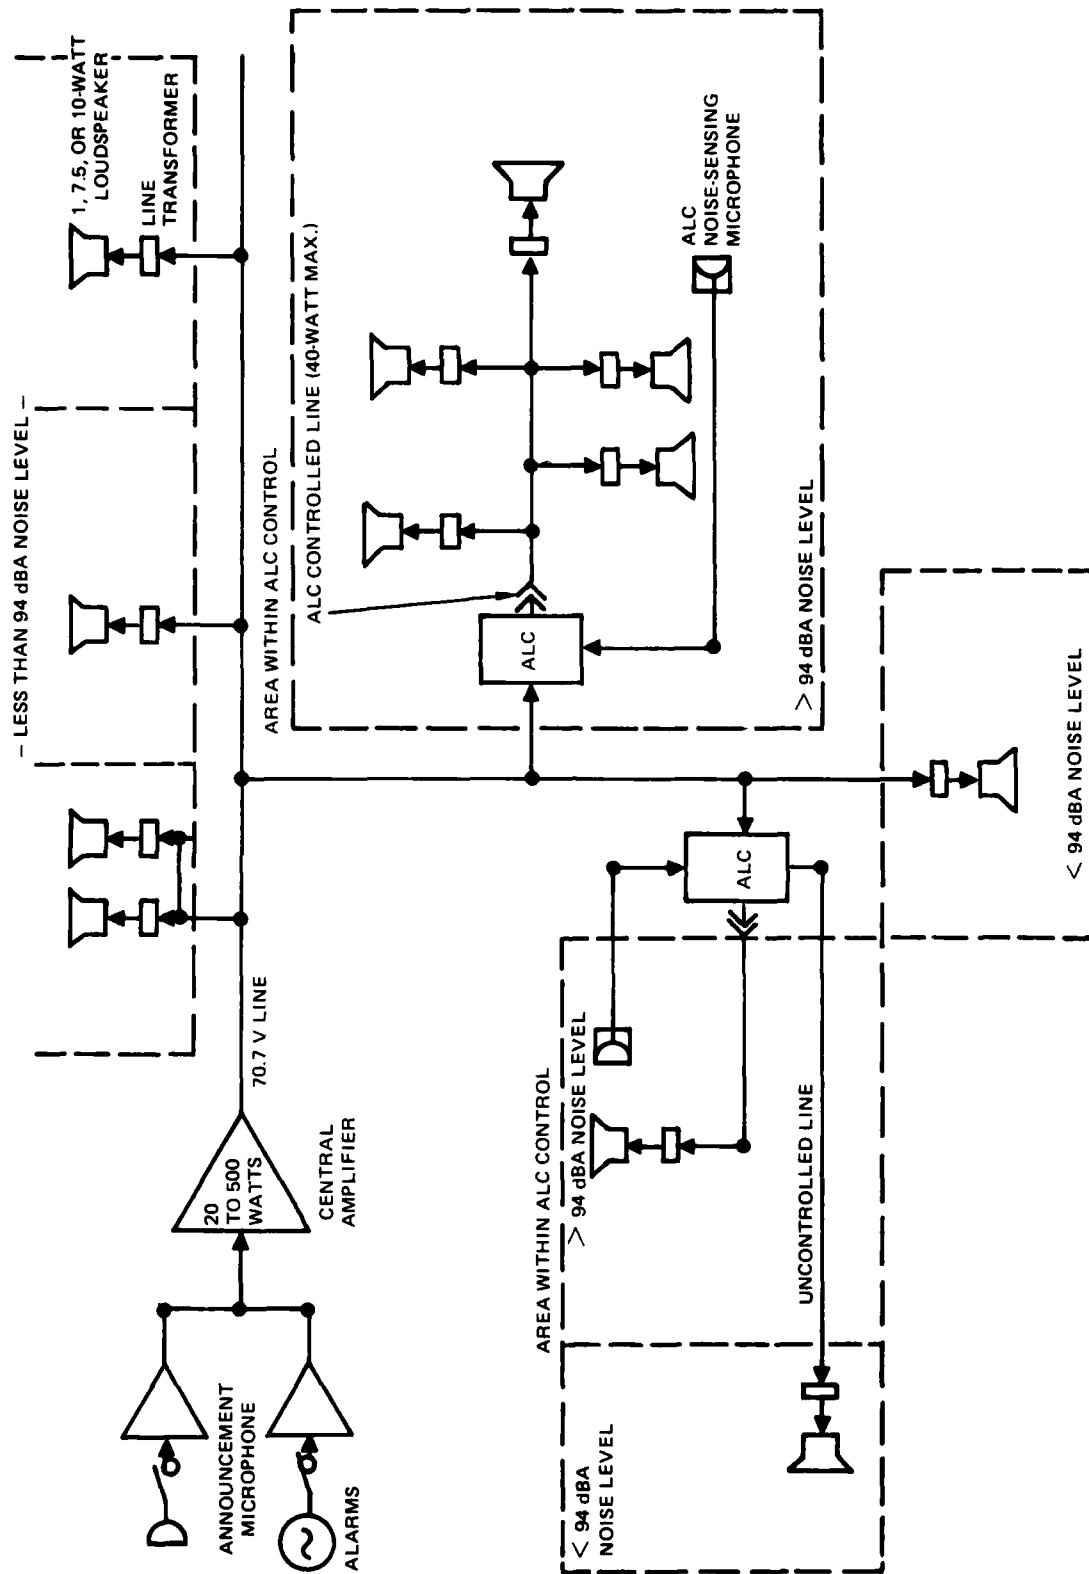 – LESS THAN 94 dBA NOISE LEVEL –
1, 7.5, OR 10-WATT
LOUDSPEAKER
LINE
TRANSFORMER
ANNOUNCEMENT
MICROPHONE
ALARMS
20
TO 500
WATTS
CENTRAL
AMPLIFIER
70.7 V LINE
AREA WITHIN ALC CONTROL
ALC CONTROLLED LINE (40-WATT MAX.)
ALC
ALC
NOISE-SENSING
MICROPHONE
> 94 dBA NOISE LEVEL
AREA WITHIN ALC CONTROL
> 94 dBA NOISE LEVEL
ALC
UNCONTROLLED LINE
< 94 dBA
NOISE LEVEL
< 94 dBA NOISE LEVEL